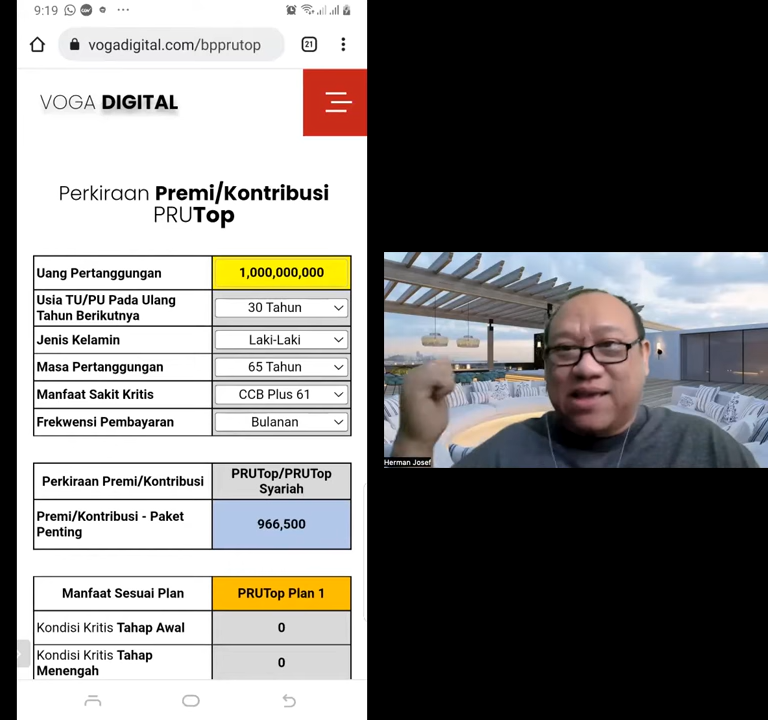 9:19
21
vogadigital.com/bpprutop
VOGA DIGITAL
Perkiraan Premi/Kontribusi
PRUTop
Uang Pertanggungan 1,000,000,000
Usia TU/PU Pada Ulang
Tahun Berikutnya 30 Tahun
Jenis Kelamin Laki-Laki
Masa Pertanggungan 65 Tahun
Manfaat Sakit Kritis CCB Plus 61
Frekwensi Pembayaran Bulanan
Perkiraan Premi/Kontribusi PRUTop/PRUTop
Syariah
Premi/Kontribusi - Paket
Penting 966,500
Manfaat Sesuai Plan PRUTop Plan 1
Kondisi Kritis Tahap Awal 0
Kondisi Kritis Tahap
Menengah 0
Herman Josef